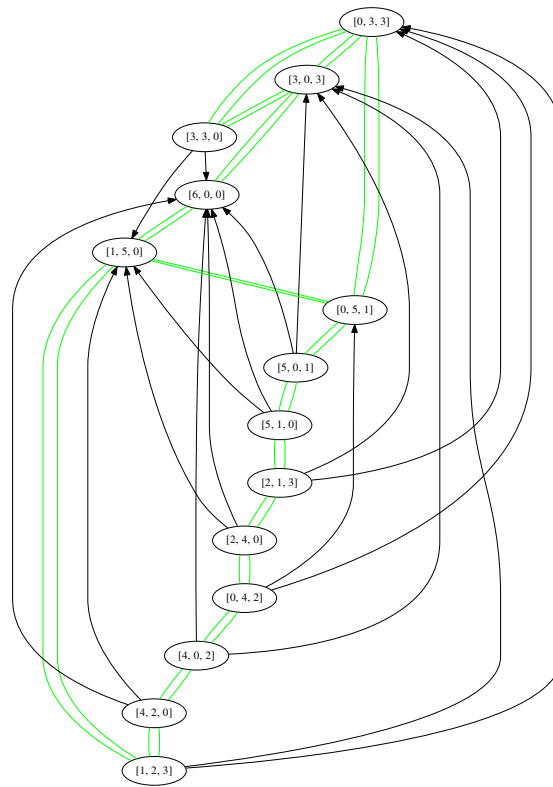 [0, 3, 3]
[3, 0, 3]
[3, 3, 0]
[6, 0, 0]
[1, 5, 0]
[0, 5, 1]
[5, 0, 1]
[5, 1, 0]
[2, 1, 3]
[2, 4, 0]
[0, 4, 2]
[4, 0, 2]
[4, 2, 0]
[1, 2, 3]